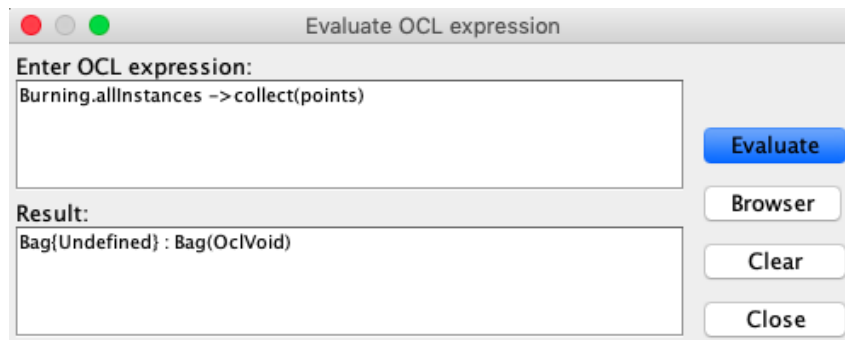 Evaluate OCL expression
Enter OCL expression:
Burning.allInstances ->collect(points)
Evaluate
Browser
Result:
Bag{Undefined} : Bag(OclVoid)
Clear
Close